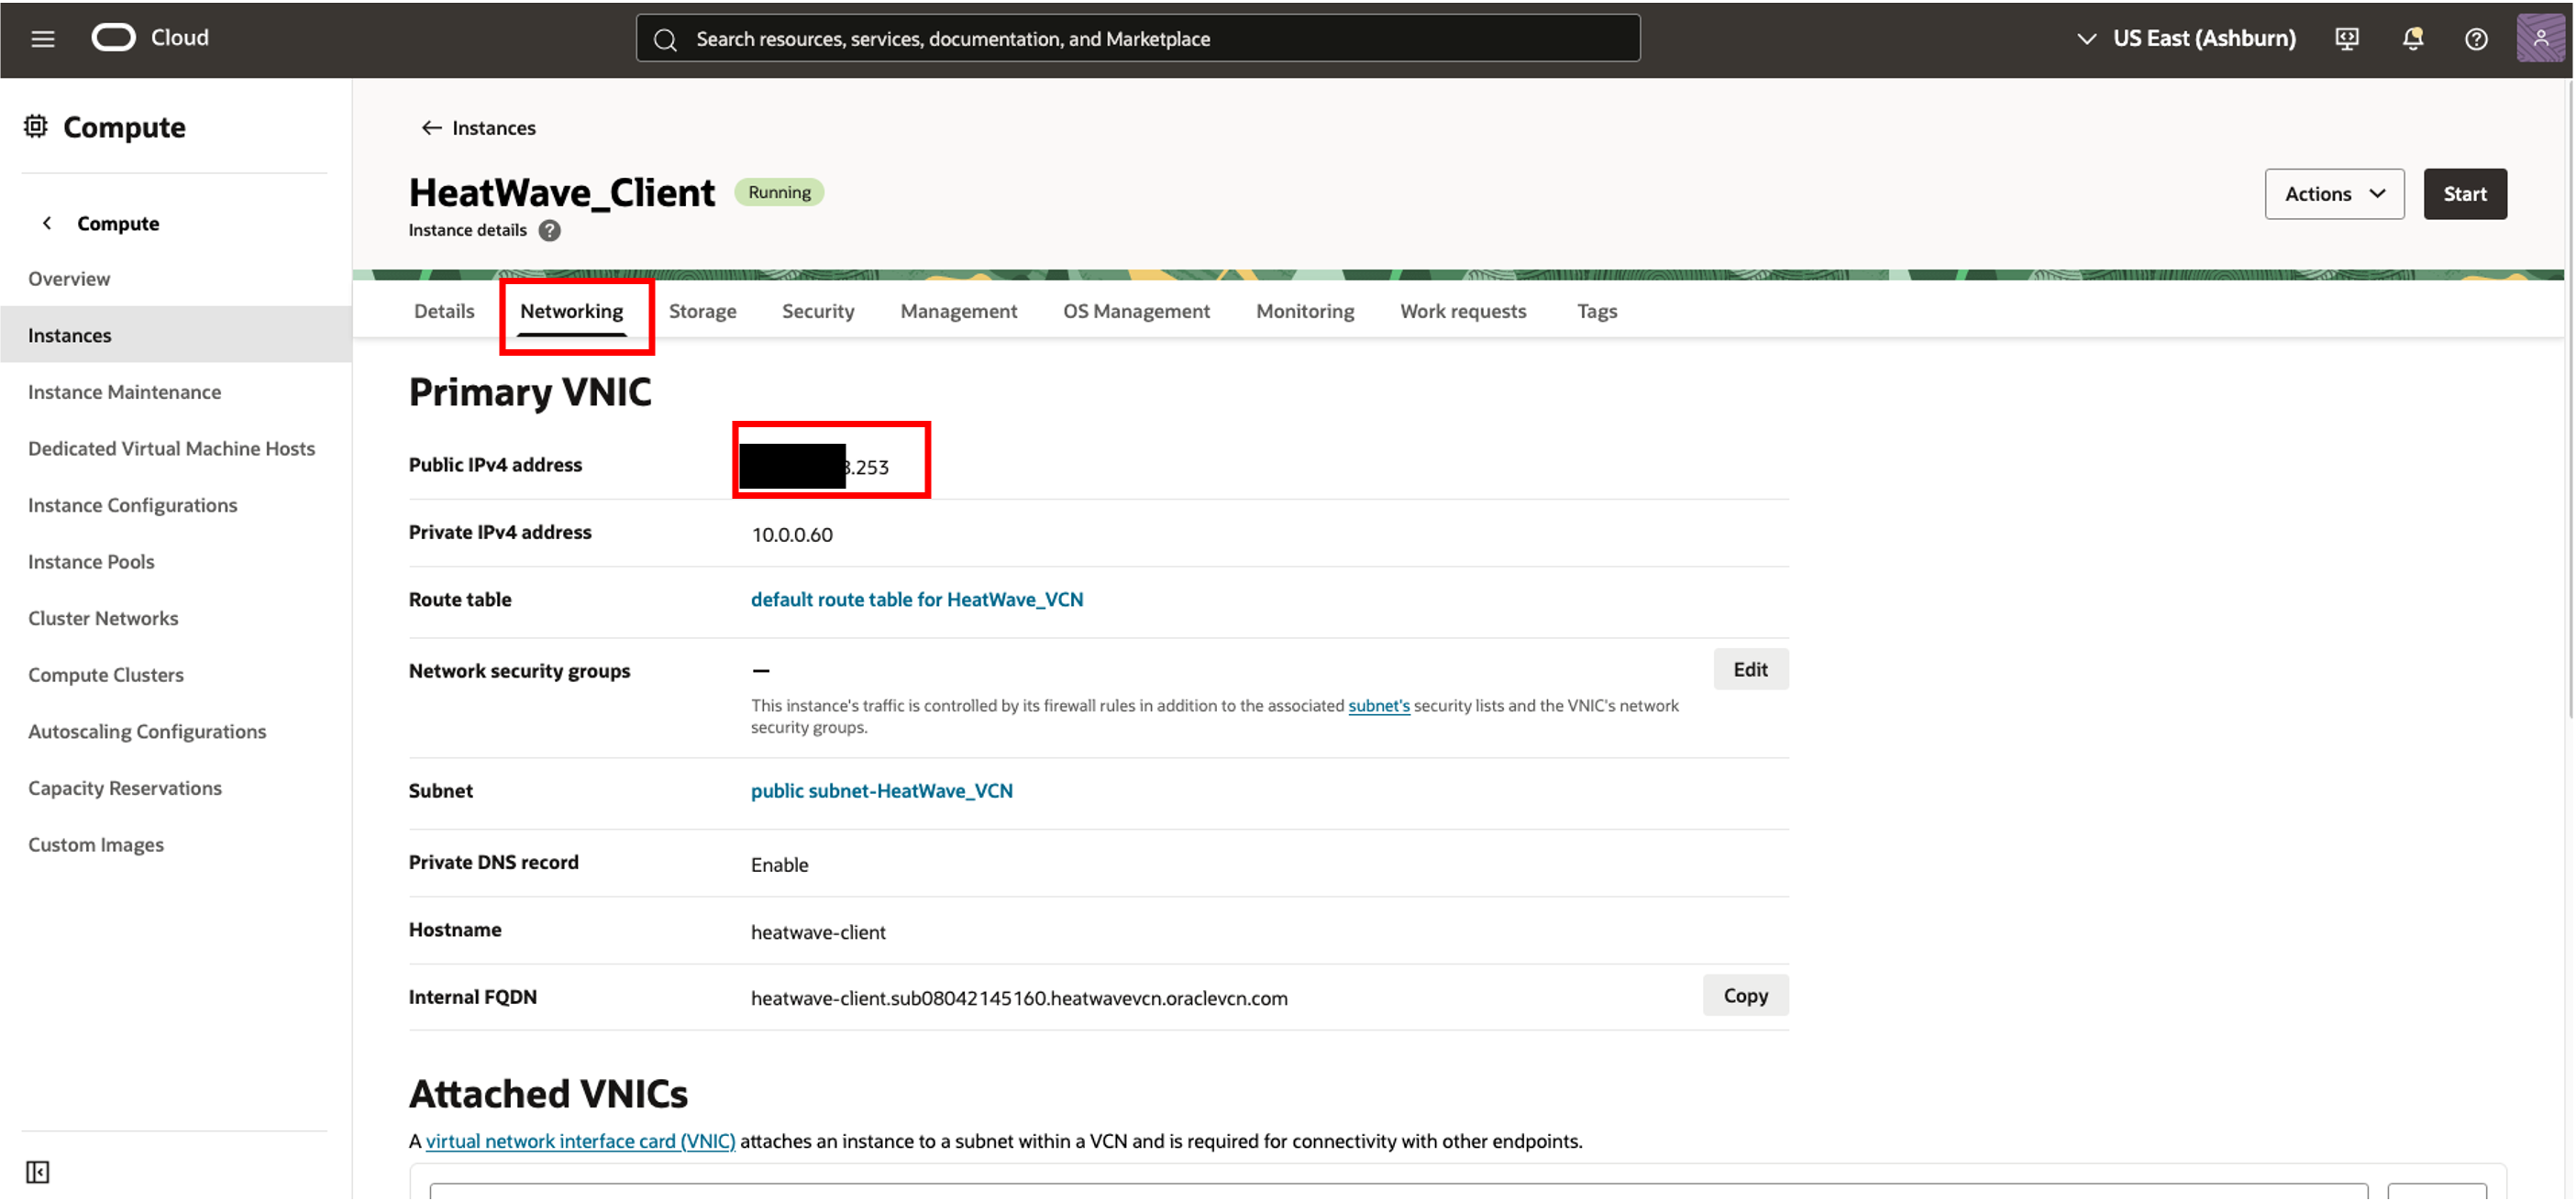 Cloud
Search resources, services, documentation, and Marketplace
US East (Ashburn)
Compute
Compute
Overview
Instances
Instance Maintenance
Dedicated Virtual Machine Hosts
Instance Configurations
Instance Pools
Cluster Networks
Compute Clusters
Autoscaling Configurations
Capacity Reservations
Custom Images
Instances
HeatWave_Client Running
Instance details
Actions Start
Details Networking Storage Security Management OS Management Monitoring Work requests Tags
Primary VNIC
Public IPv4 address .253
Private IPv4 address 10.0.0.60
Route table default route table for HeatWave_VCN
Network security groups — Edit
This instance's traffic is controlled by its firewall rules in addition to the associated subnet's security lists and the VNIC's network
security groups.
Subnet public subnet-HeatWave_VCN
Private DNS record Enable
Hostname heatwave-client
Internal FQDN heatwave-client.sub08042145160.heatwavevcn.oraclevcn.com Copy
Attached VNICs
A virtual network interface card (VNIC) attaches an instance to a subnet within a VCN and is required for connectivity with other endpoints.